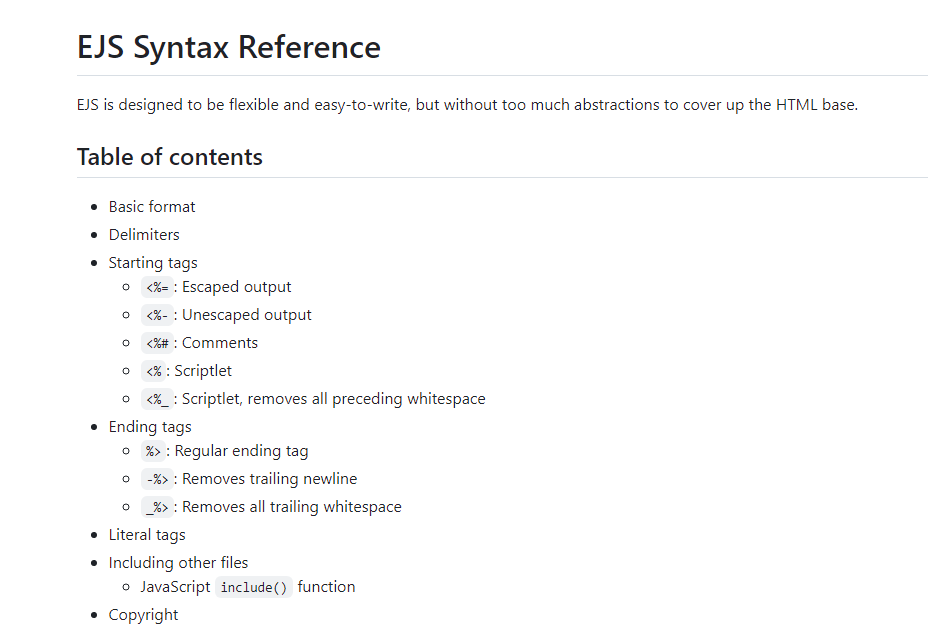 EJS Syntax Reference
EJS is designed to be flexible and easy-to-write, but without too much abstractions to cover up the HTML base.
Table of contents
Basic format
Delimiters
Starting tags
<%= : Escaped output
<%- : Unescaped output
<%# : Comments
<% : Scriptlet
<%_ : Scriptlet, removes all preceding whitespace
Ending tags
%> : Regular ending tag
-%> : Removes trailing newline
_%> : Removes all trailing whitespace
Literal tags
Including other files
JavaScript include() function
Copyright